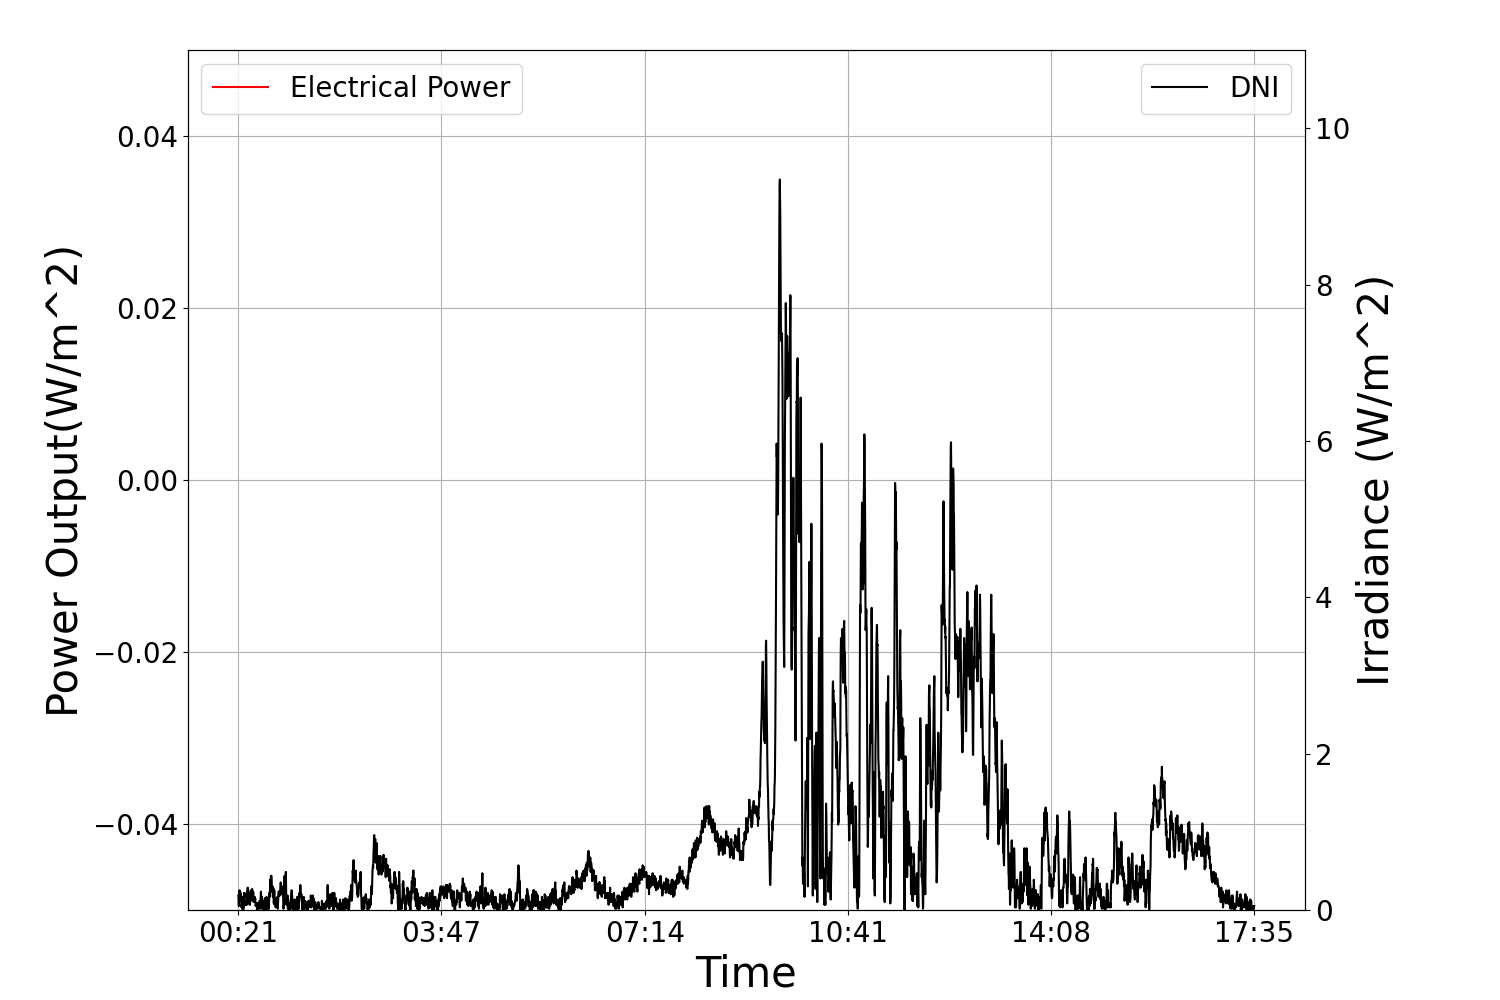 Electrical Power
DNI
0.04
0.02
0.00
−0.02
−0.04
Power Output(W/m^2)
10
8
6
4
2
0
Irradiance (W/m^2)
00:21 03:47 07:14 10:41 14:08 17:35
Time